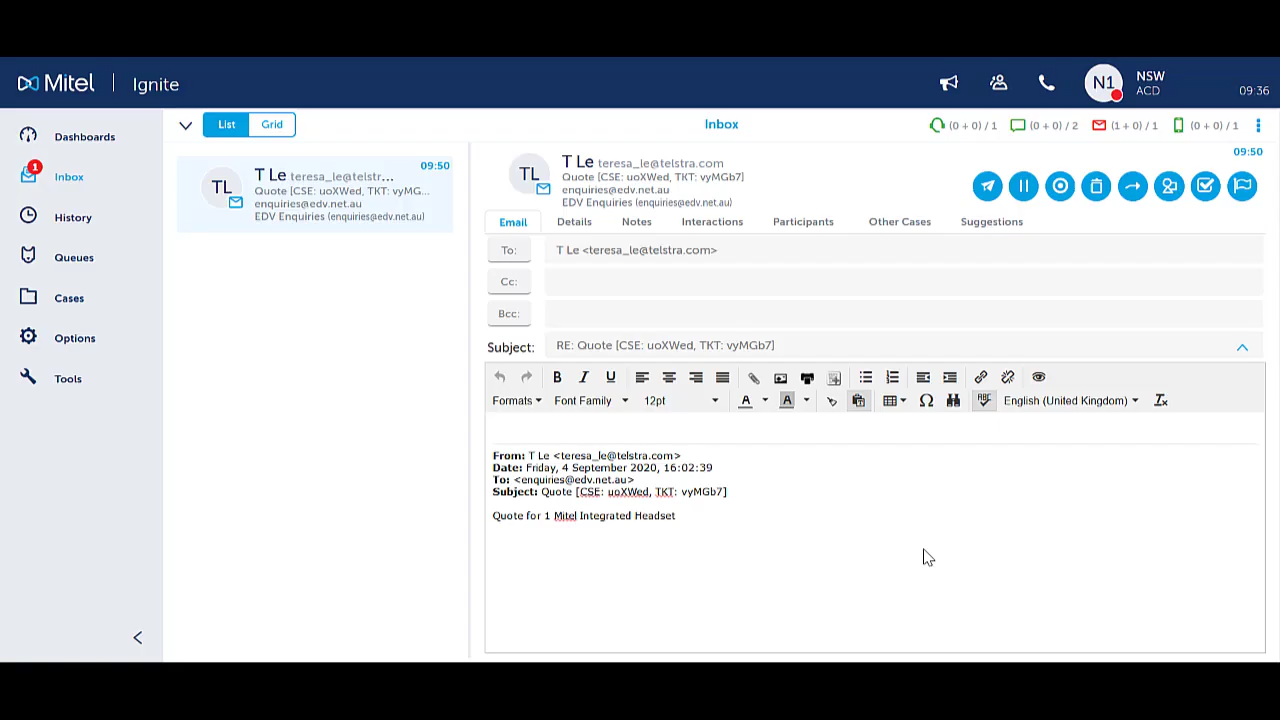 Mitel | Ignite
NSW
ACD
N1
09:36
Dashboards
1
Inbox
History
Queues
Cases
Options
Tools
List Grid
Inbox
(0 + 0) / 1 (0 + 0) / 2 (1 + 0) / 1 (0 + 0) / 1
TL
T Le teresa_le@telstr... 09:50
Quote [CSE: uoXWed, TKT: vyMG...
enquiries@edv.net.au
EDV Enquiries (enquiries@edv.net.au)
09:50
TL
T Le teresa_le@telstra.com
Quote [CSE: uoXWed, TKT: vyMGb7]
enquiries@edv.net.au
EDV Enquiries (enquiries@edv.net.au)
Email Details Notes Interactions Participants Other Cases Suggestions
To: T Le <teresa_le@telstra.com>
Cc:
Bcc:
Subject: RE: Quote [CSE: uoXWed, TKT: vyMGb7]
B I U
Formats Font Family 12pt A A Ω ABC English (United Kingdom) Tx
From: T Le <teresa_le@telstra.com>
Date: Friday, 4 September 2020, 16:02:39
To: <enquiries@edv.net.au>
Subject: Quote [CSE: uoXWed, TKT: vyMGb7]
Quote for 1 Mitel Integrated Headset